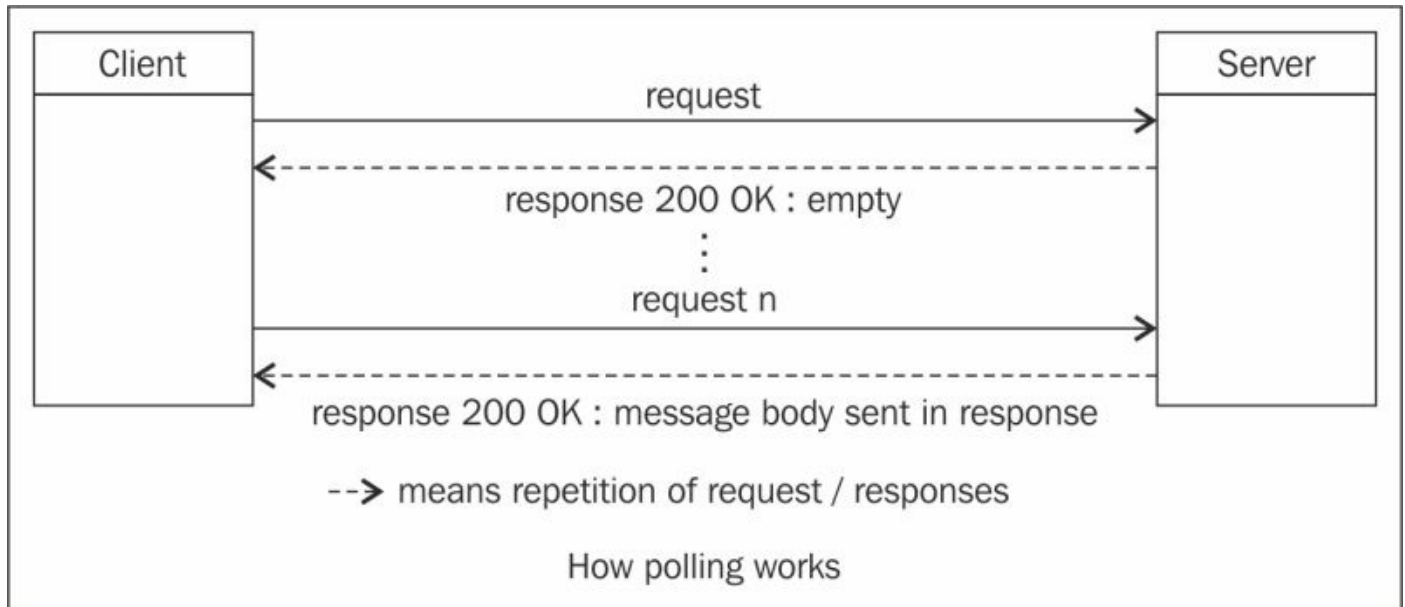 Client
Server
request
response 200 OK : empty
request n
response 200 OK : message body sent in response
--> means repetition of request / responses
How polling works